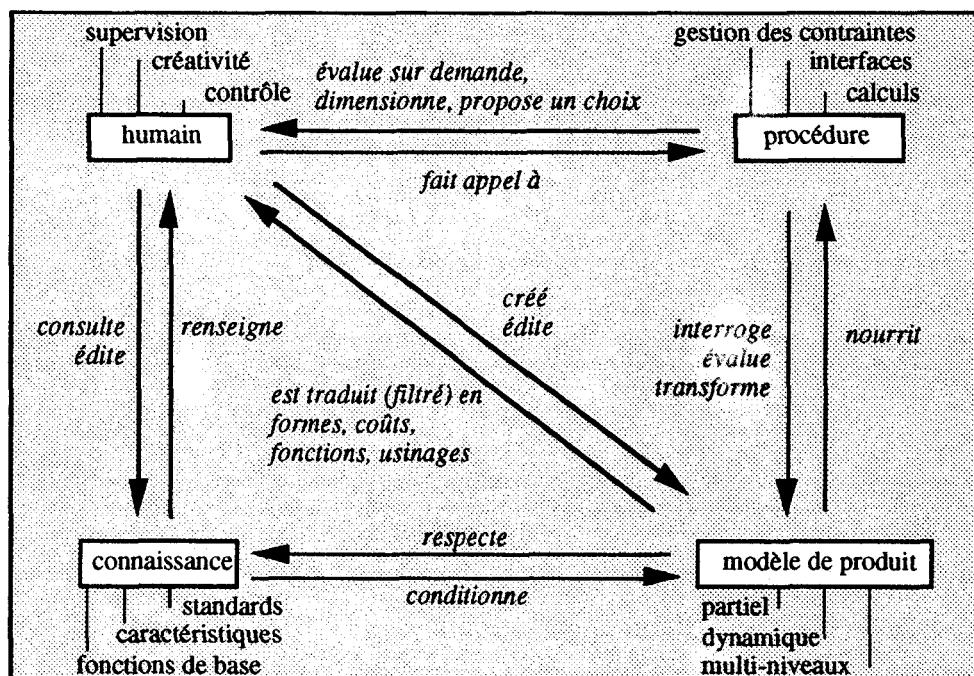 supervision
créativité
contrôle
humain
évalue sur demande,
dimensionne, propose un choix
fait appel à
gestion des contraintes
interfaces
calculs
procédure
consulte
édite
renseigne
créé
édite
est traduit (filtré) en
formes, coûts,
fonctions, usinages
interroge
évalue
transforme
nourrit
connaissance
standards
caractéristiques
fonctions de base
respecte
conditionne
modèle de produit
partiel
dynamique
multi-niveaux